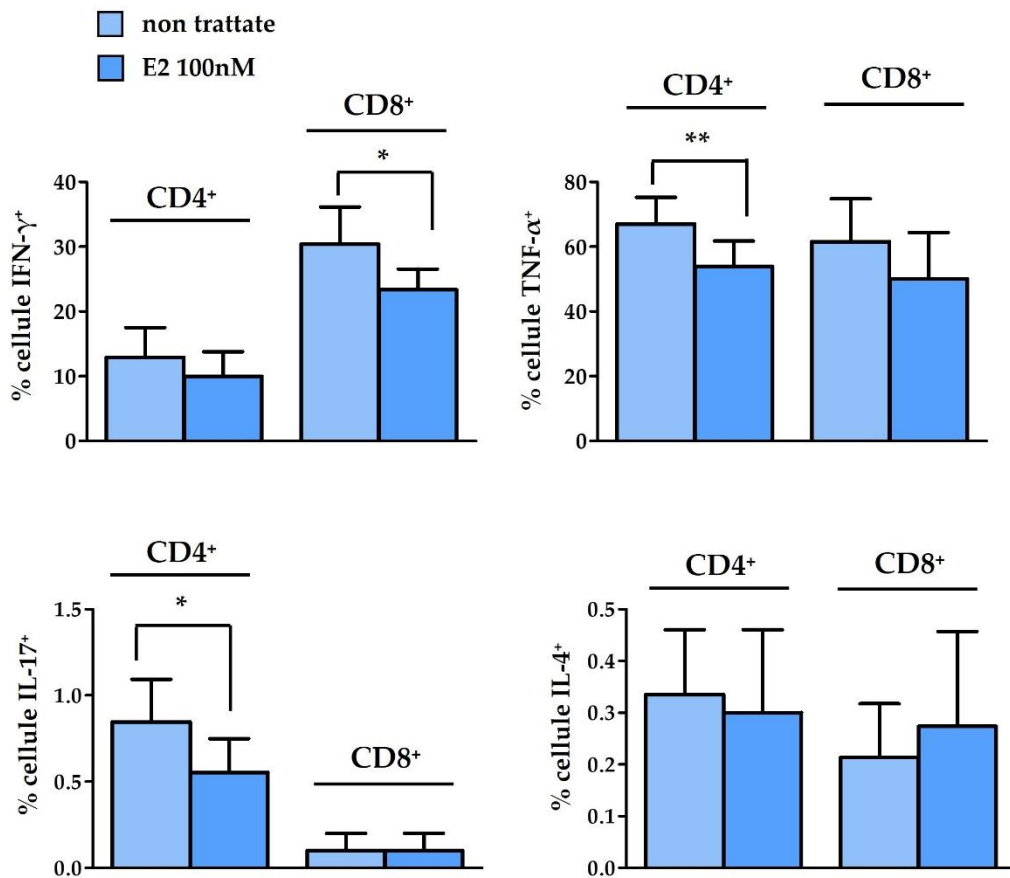 non trattate
E2 100nM
% cellule IFN-γ⁺
40
30
20
10
0
CD4⁺
CD8⁺
*
% cellule TNF-α⁺
80
60
40
20
0
CD4⁺
CD8⁺
**
% cellule IL-17⁺
1.5
1.0
0.5
0.0
CD4⁺
*
CD8⁺
% cellule IL-4⁺
0.5
0.4
0.3
0.2
0.1
0.0
CD4⁺
CD8⁺